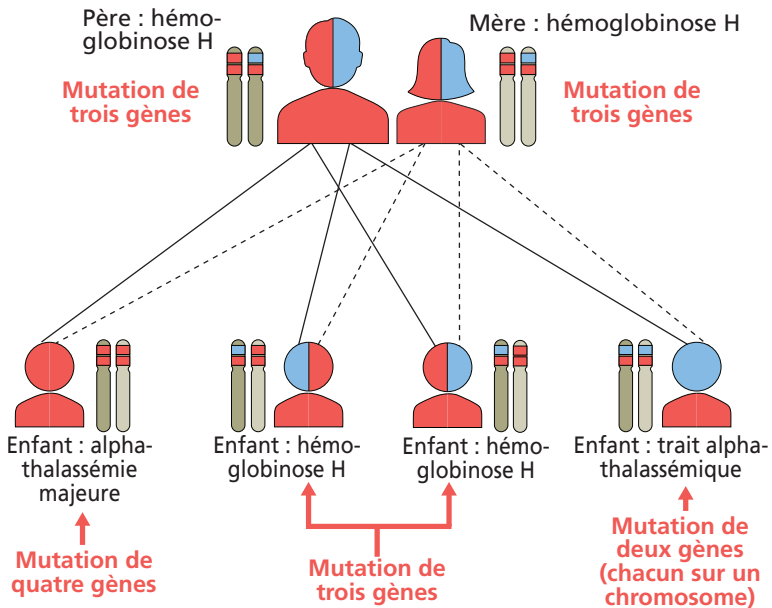 Père : hémo-
globinose H
Mutation de
trois gènes
Mère : hémoglobinose H
Mutation de
trois gènes
Enfant : alpha-
thalassémie
majeure
Mutation de
quatre gènes
Enfant : hémo-
globinose H
Enfant : hémo-
globinose H
Mutation de
trois gènes
Enfant : trait alpha-
thalassémique
Mutation de
deux gènes
(chacun sur un
chromosome)